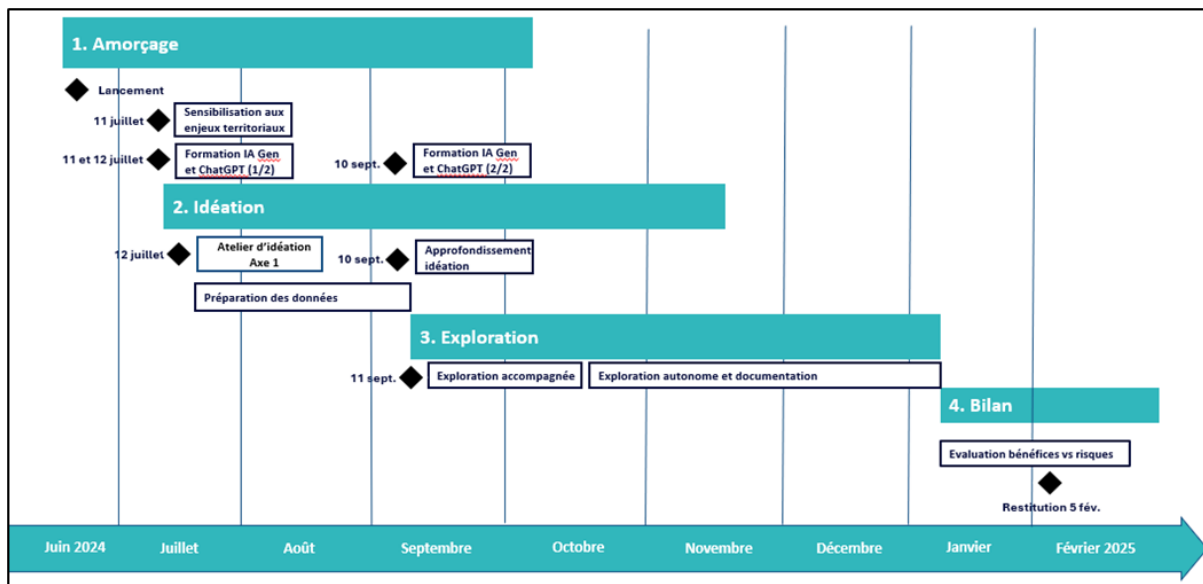 1. Amorçage
Lancement
11 juillet
Sensibilisation aux
enjeux territoriaux
11 et 12 juillet
Formation IA Gen
et ChatGPT (1/2)
10 sept.
Formation IA Gen
et ChatGPT (2/2)
2. Idéation
12 juillet
Atelier d'idéation
Axe 1
10 sept.
Approfondissement
idéation
Préparation des données
3. Exploration
11 sept.
Exploration accompagnée
Exploration autonome et documentation
4. Bilan
Evaluation bénéfices vs risques
Restitution 5 fév.
Juin 2024
Juillet
Août
Septembre
Octobre
Novembre
Décembre
Janvier
Février 2025